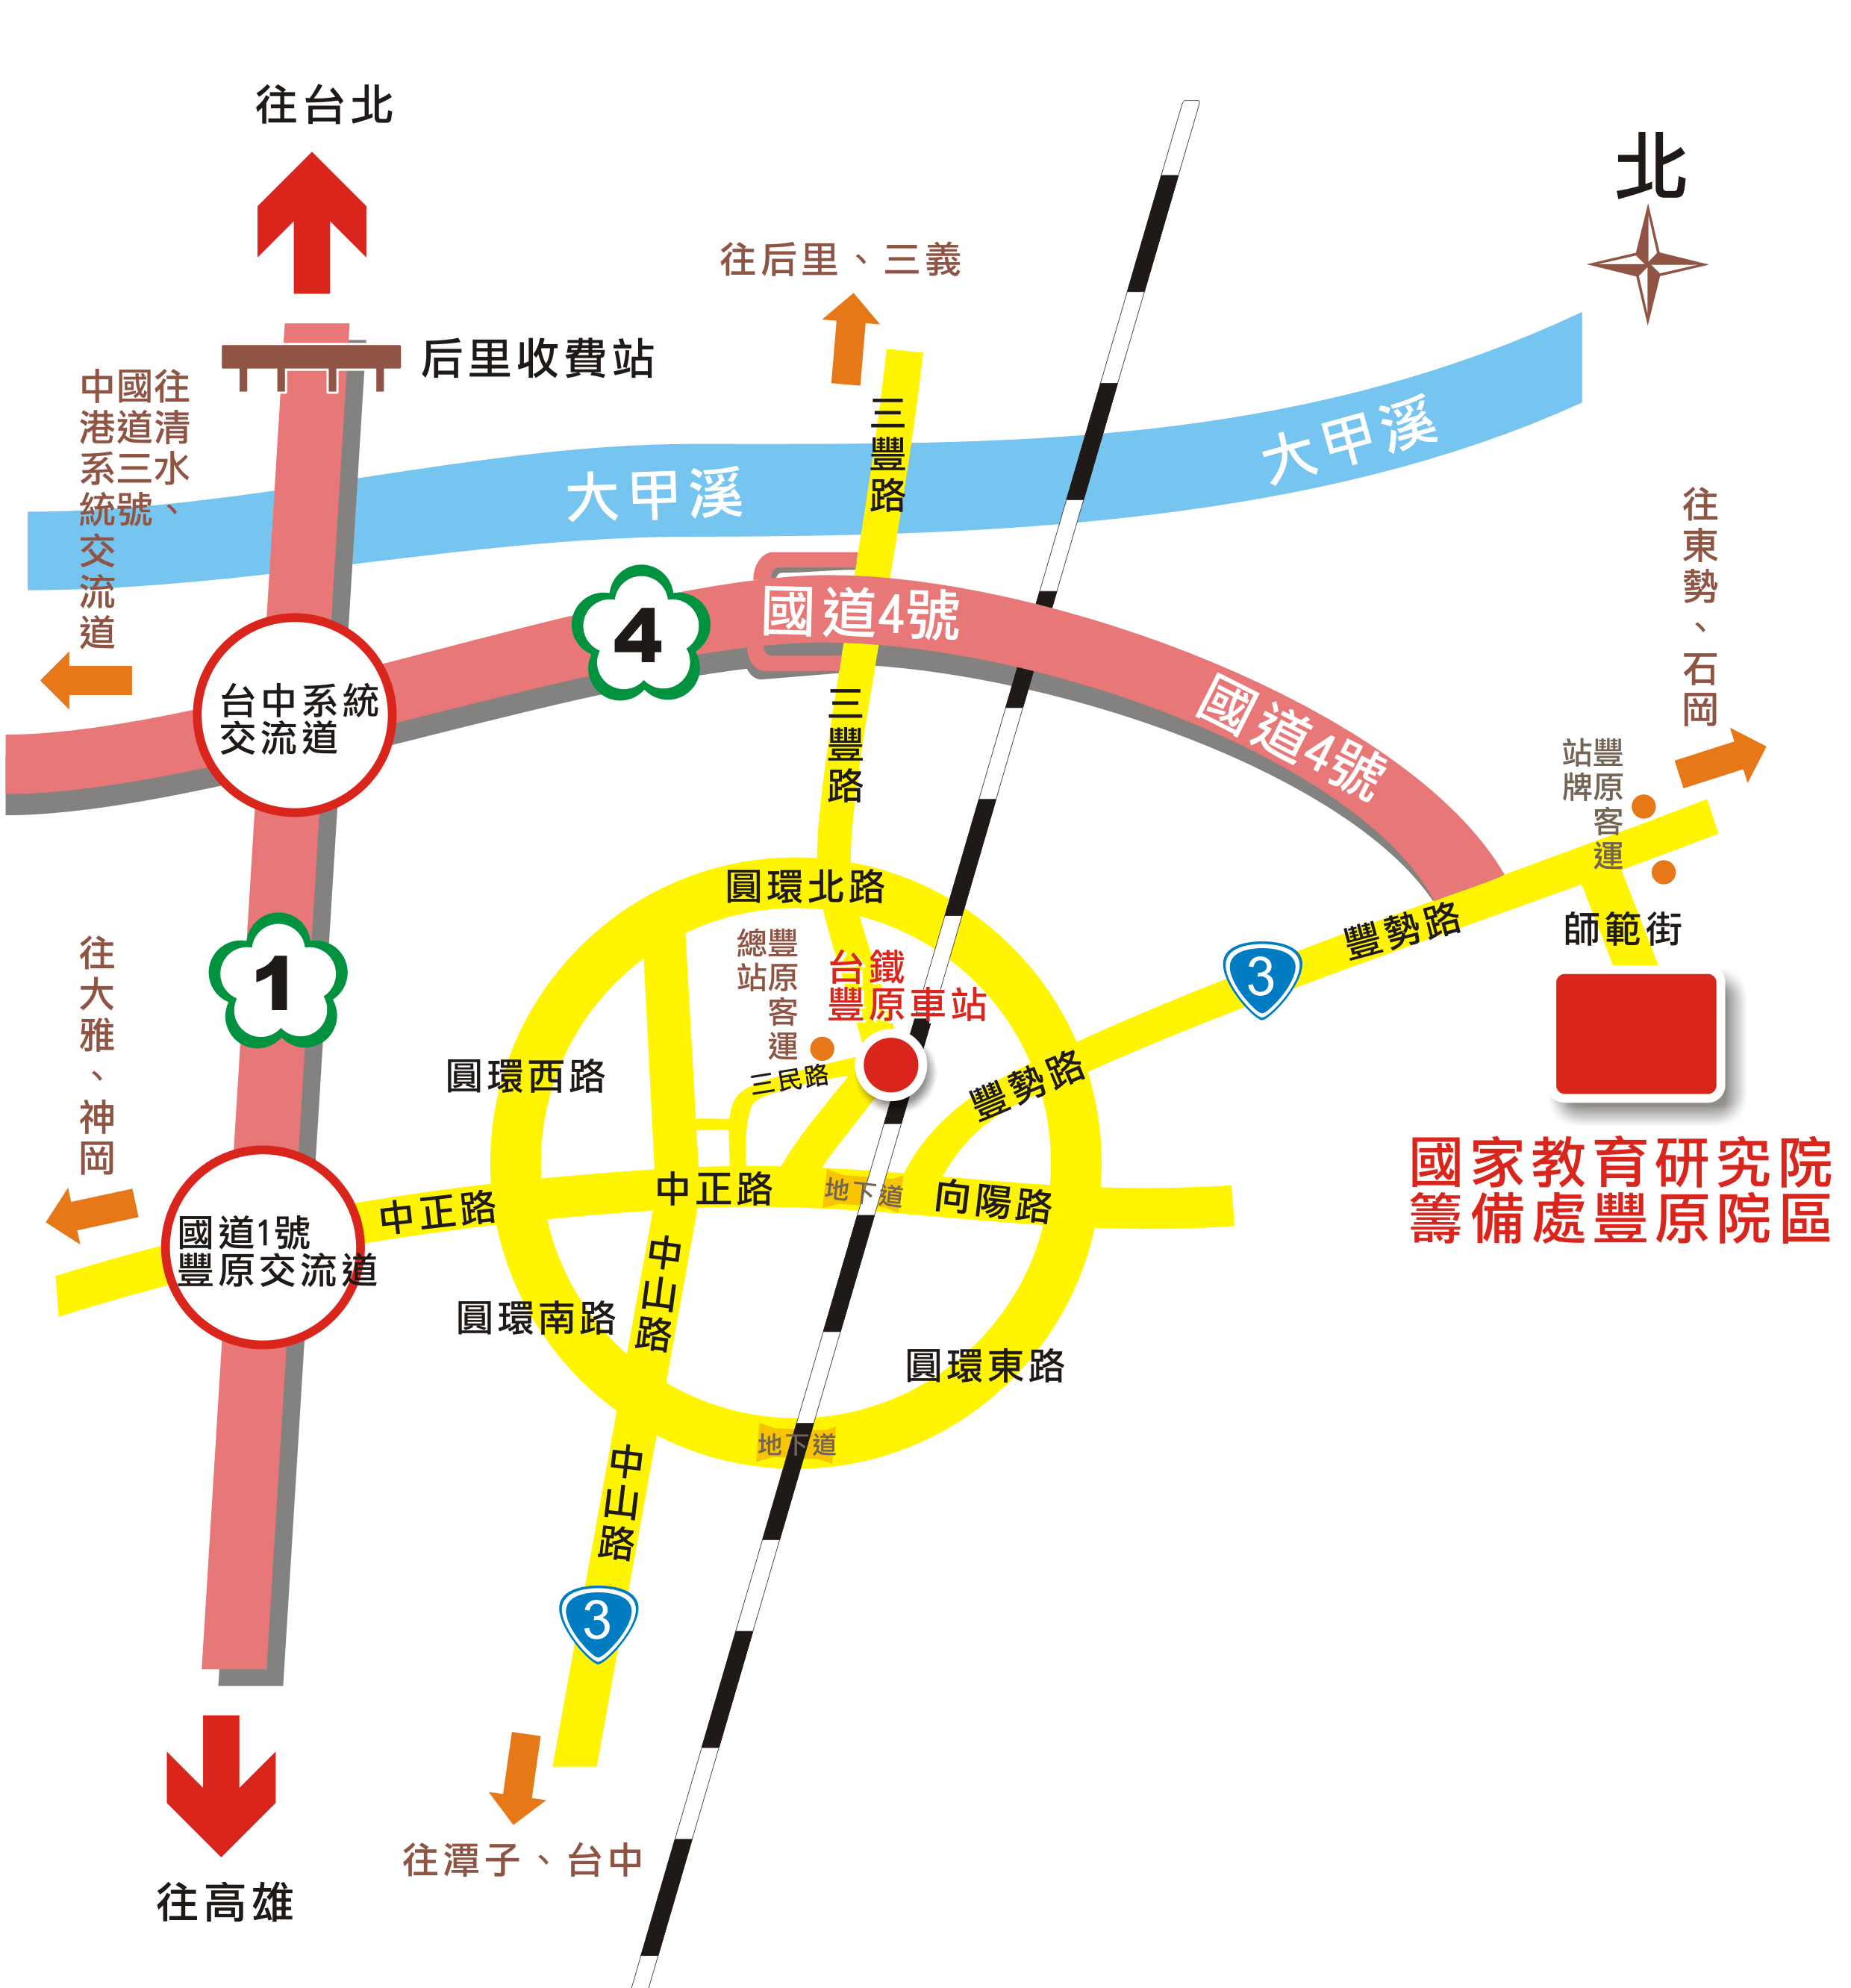 往台北
北
往后里、三義
后里收費站
往清水、
國道三號
中港系統交流道
三豐路
大甲溪
大甲溪
往東勢、石岡
4
國道4號
國道4號
台中系統
交流道
三豐路
豐原客運
站牌
圓環北路
師範街
豐勢路
3
往大雅、神岡
1
豐原客運
總站
台鐵
豐原車站
圓環西路
三民路
豐勢路
國家教育研究院
籌備處豐原院區
中正路
中正路
地下道
向陽路
國道1號
豐原交流道
中山路
圓環南路
圓環東路
地下道
中山路
3
往潭子、台中
往高雄